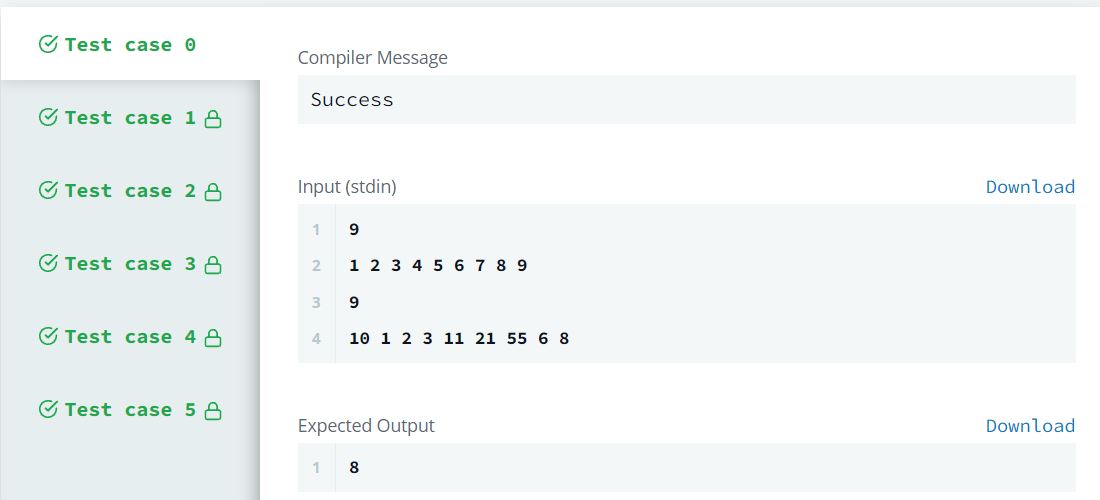 Test case 0
Test case 1
Test case 2
Test case 3
Test case 4
Test case 5
Compiler Message
Success
Input (stdin)
Download
1 9
2 1 2 3 4 5 6 7 8 9
3 9
4 10 1 2 3 11 21 55 6 8
Expected Output
Download
1 8